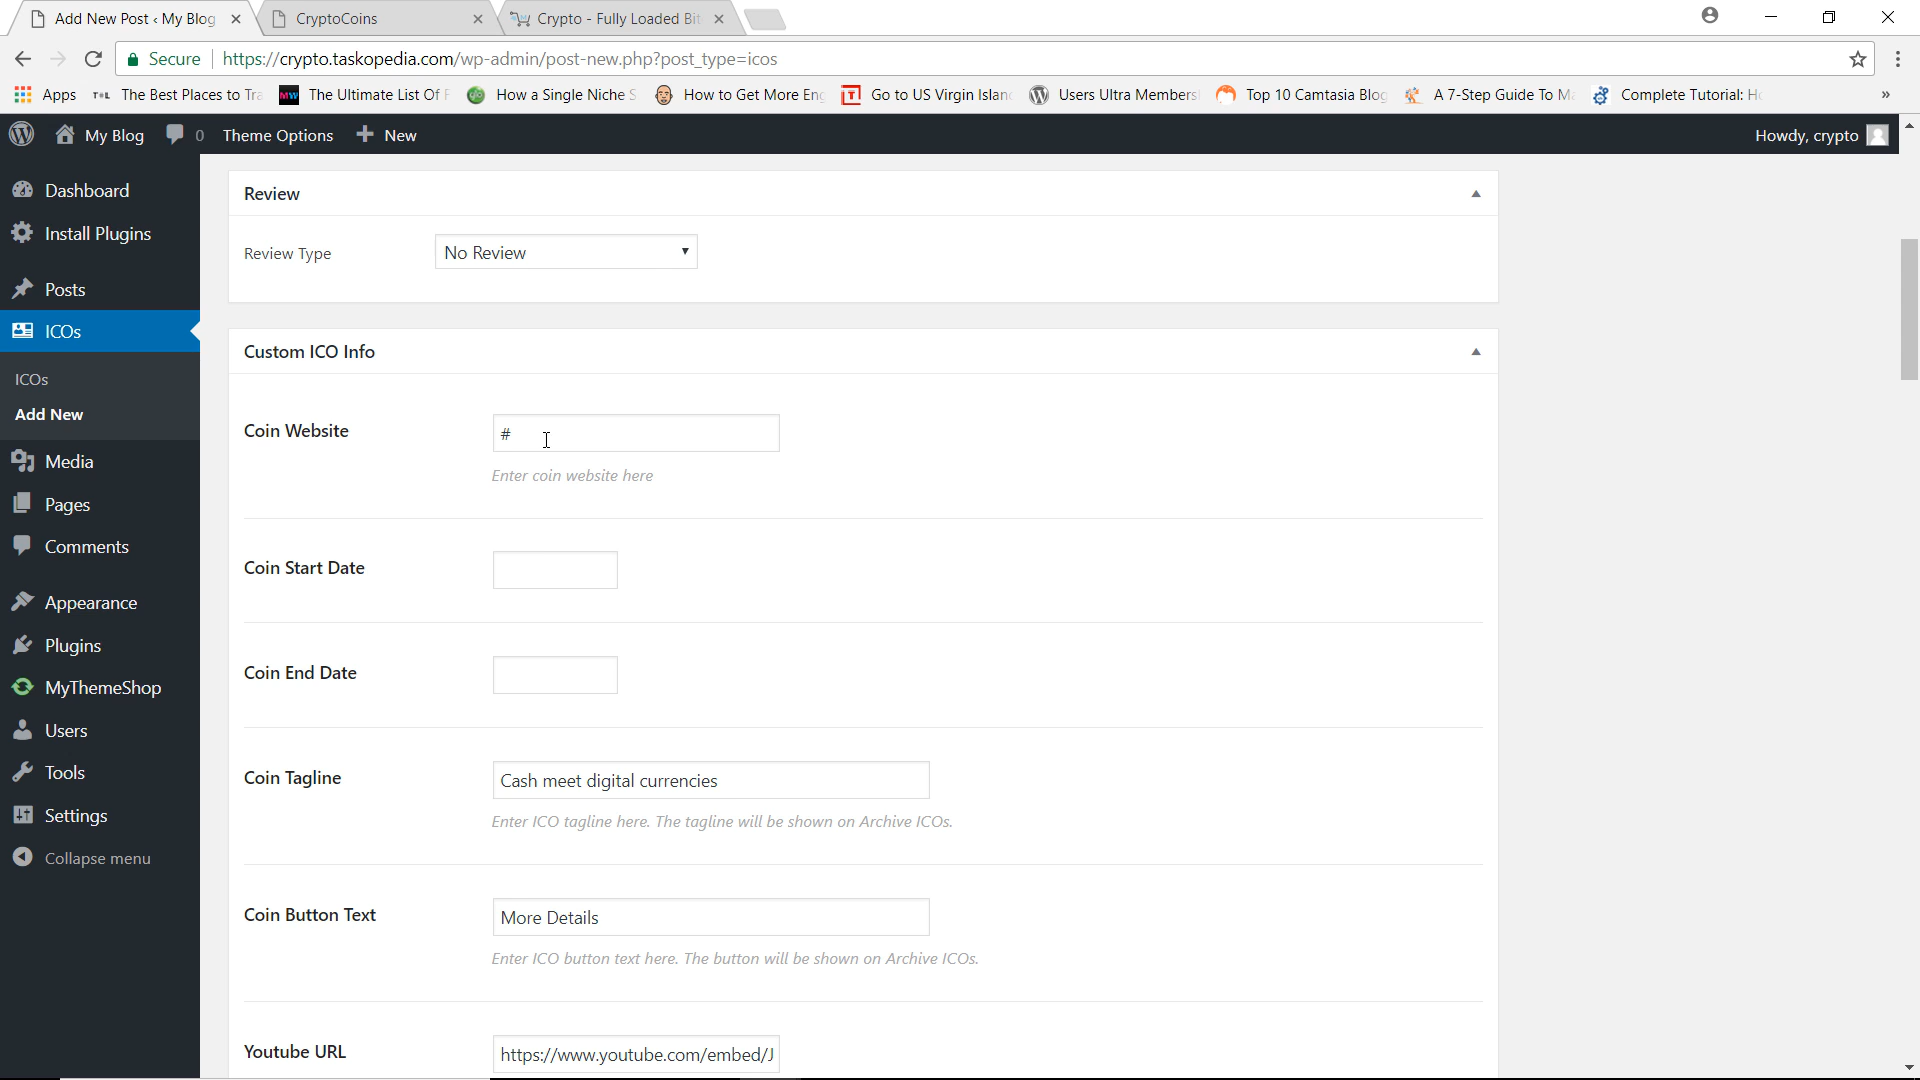 Add New Post ‹ My Blog
CryptoCoins
Crypto - Fully Loaded Bit
Secure
https://crypto.taskopedia.com/wp-admin/post-new.php?post_type=icos
Apps
T●L The Best Places to Tra
MW The Ultimate List Of F
How a Single Niche S
How to Get More Eng
Go to US Virgin Islan
Users Ultra Members
Top 10 Camtasia Blog
A 7-Step Guide To Ma
Complete Tutorial: Ho
»
My Blog
0
Theme Options
New
Howdy, crypto
Dashboard
Install Plugins
Posts
ICOs
ICOs
Add New
Media
Pages
Comments
Appearance
Plugins
MyThemeShop
Users
Tools
Settings
Collapse menu
Review
Review Type
No Review
Custom ICO Info
Coin Website
#
Enter coin website here
Coin Start Date
Coin End Date
Coin Tagline
Cash meet digital currencies
Enter ICO tagline here. The tagline will be shown on Archive ICOs.
Coin Button Text
More Details
Enter ICO button text here. The button will be shown on Archive ICOs.
Youtube URL
https://www.youtube.com/embed/J